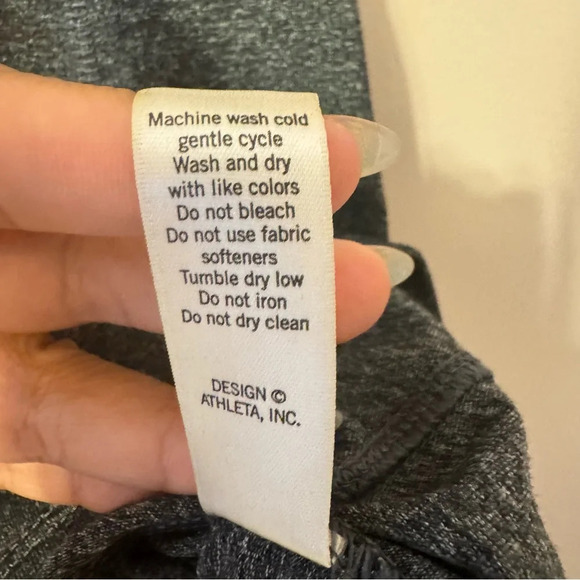 Machine wash cold
gentle cycle
Wash and dry
with like colors
Do not bleach
Do not use fabric
softeners
Tumble dry low
Do not iron
Do not dry clean
DESIGN ©
ATHLETA, INC.